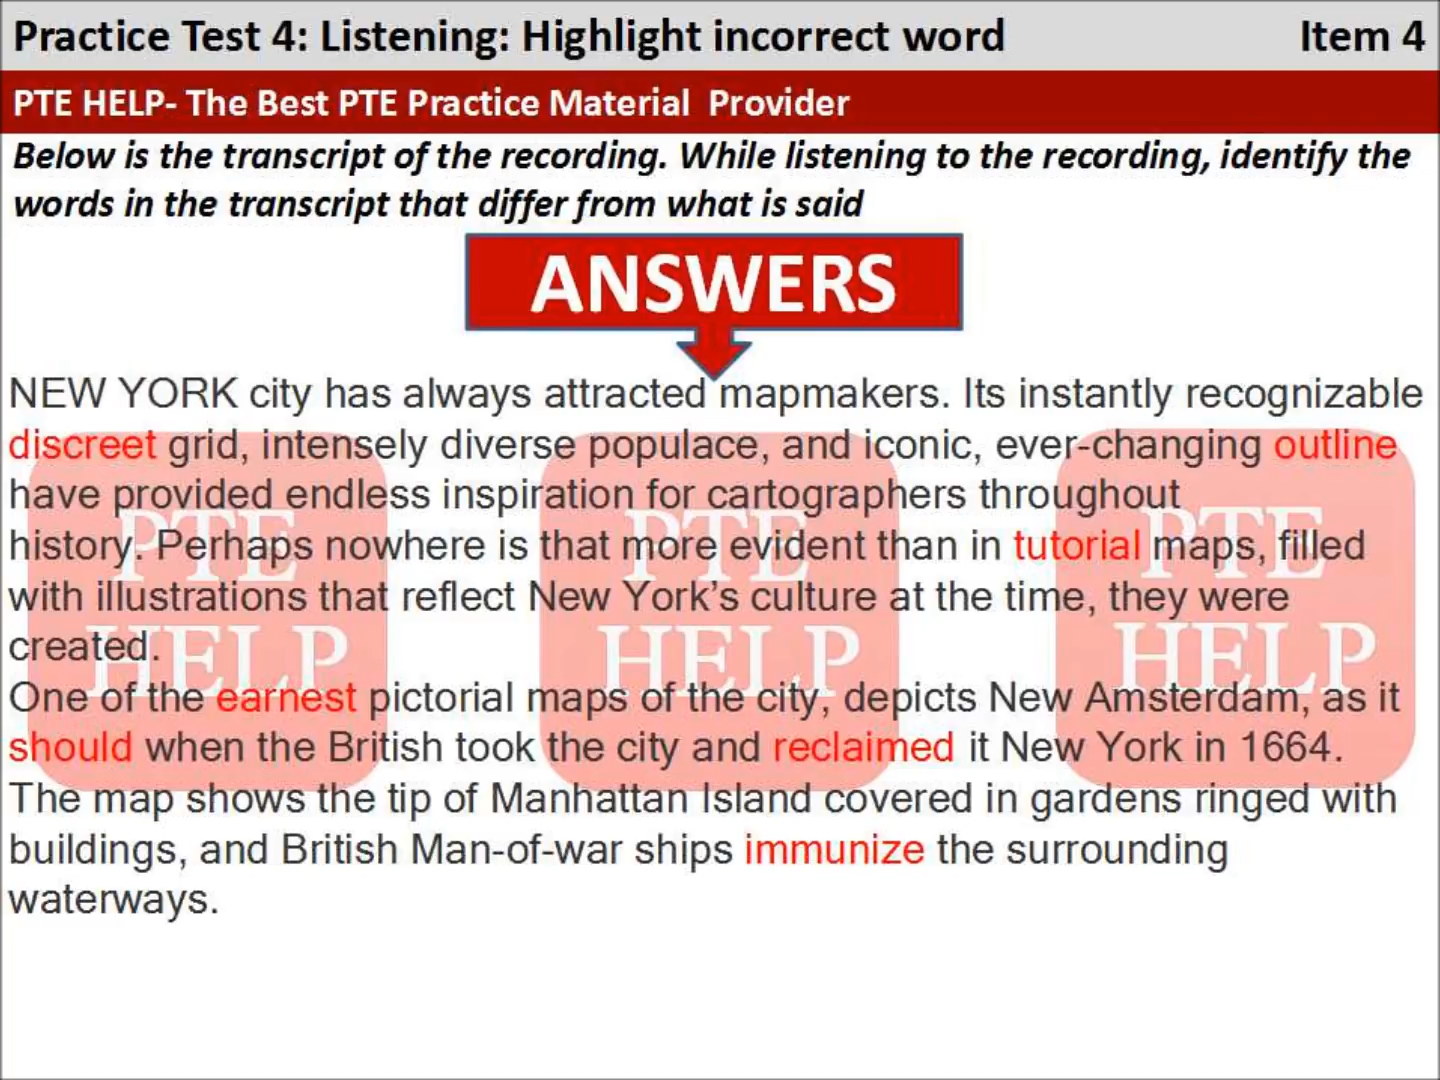 Practice Test 4: Listening: Highlight incorrect word Item 4
PTE HELP- The Best PTE Practice Material Provider
Below is the transcript of the recording. While listening to the recording, identify the
words in the transcript that differ from what is said
ANSWERS
NEW YORK city has always attracted mapmakers. Its instantly recognizable
discreet grid, intensely diverse populace, and iconic, ever-changing outline
have provided endless inspiration for cartographers throughout
history. Perhaps nowhere is that more evident than in tutorial maps, filled
with illustrations that reflect New York’s culture at the time, they were
created.
One of the earnest pictorial maps of the city, depicts New Amsterdam, as it
should when the British took the city and reclaimed it New York in 1664.
The map shows the tip of Manhattan Island covered in gardens ringed with
buildings, and British Man-of-war ships immunize the surrounding
waterways.
PTE HELP
PTE HELP
PTE HELP